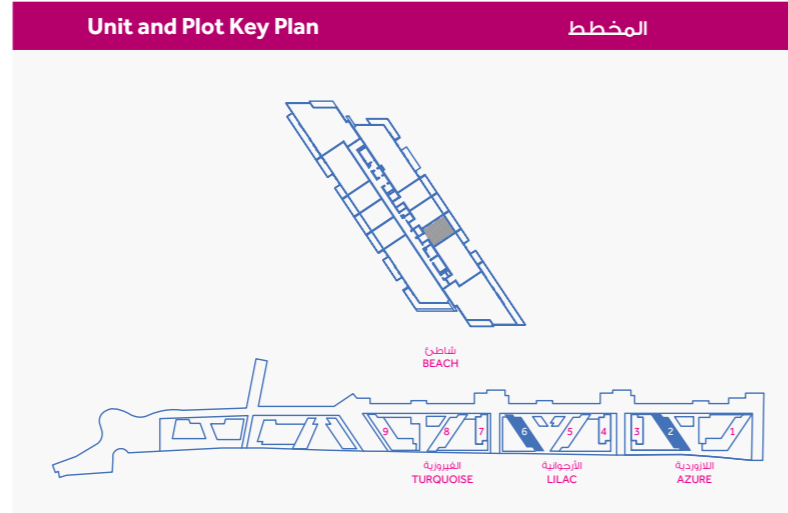 Unit and Plot Key Plan
المخطط
شاطئ
BEACH
9 8 7 6 5 4 3 2 1
الفيروزية
TURQUOISE
الأرجوانية
LILAC
اللازوردية
AZURE